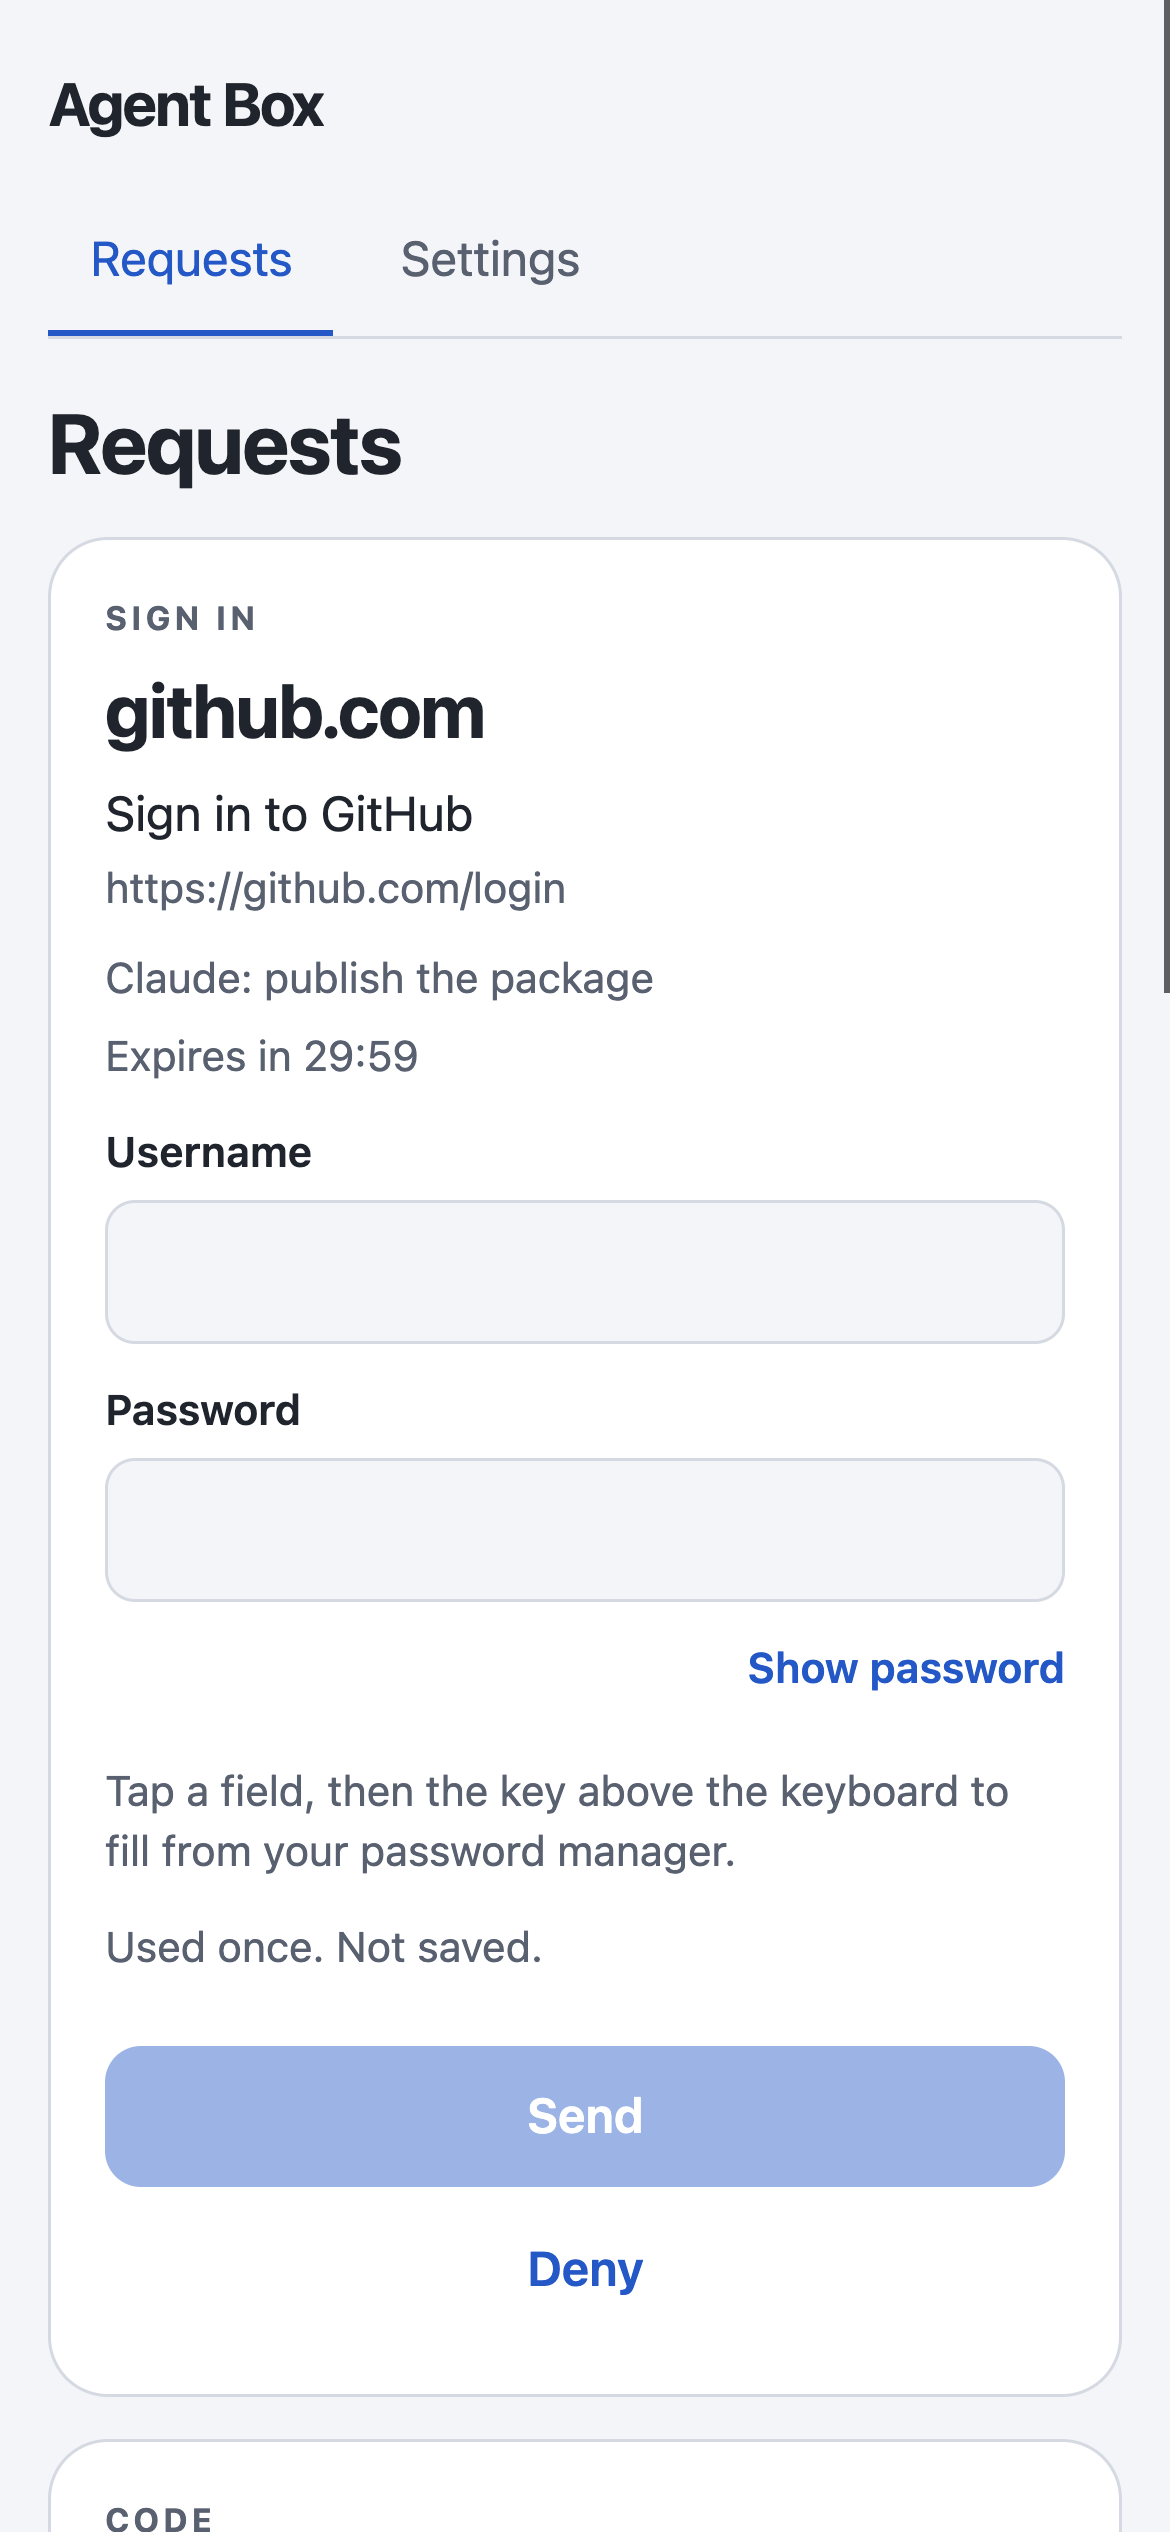 Agent Box
Requests
Settings
Requests
SIGN IN
github.com
Sign in to GitHub
https://github.com/login
Claude: publish the package
Expires in 29:59
Username
Password
Show password
Tap a field, then the key above the keyboard to
fill from your password manager.
Used once. Not saved.
Send
Deny
CODE